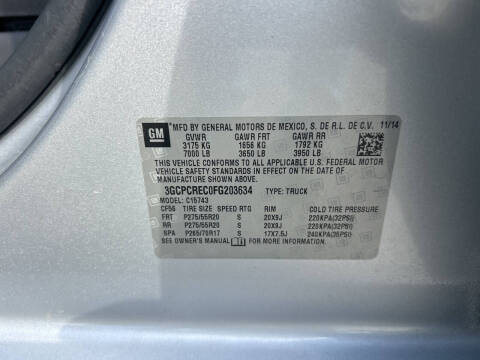 GM MFD BY GENERAL MOTORS DE MEXICO, S. DE R.L. DE C.V. 11/14
GVWR GAWR FRT GAWR RR
3175 KG 1656 KG 1792 KG
7000 LB 3650 LB 3950 LB
THIS VEHICLE CONFORMS TO ALL APPLICABLE U.S. FEDERAL MOTOR
VEHICLE SAFETY STANDARDS IN EFFECT ON THE DATE OF
MANUFACTURE SHOWN ABOVE.
3GCPCREC0FG203634 TYPE: TRUCK
MODEL: C15743
CF56 TIRE SIZE SPEED RTG RIM COLD TIRE PRESSURE
FRT P275/55R20 S 20X9J 220KPA(32PSI)
RR P275/55R20 S 20X9J 220KPA(32PSI)
SPA P265/70R17 S 17X7.5J 240KPA(35PSI)
SEE OWNER'S MANUAL FOR MORE INFORMATION.